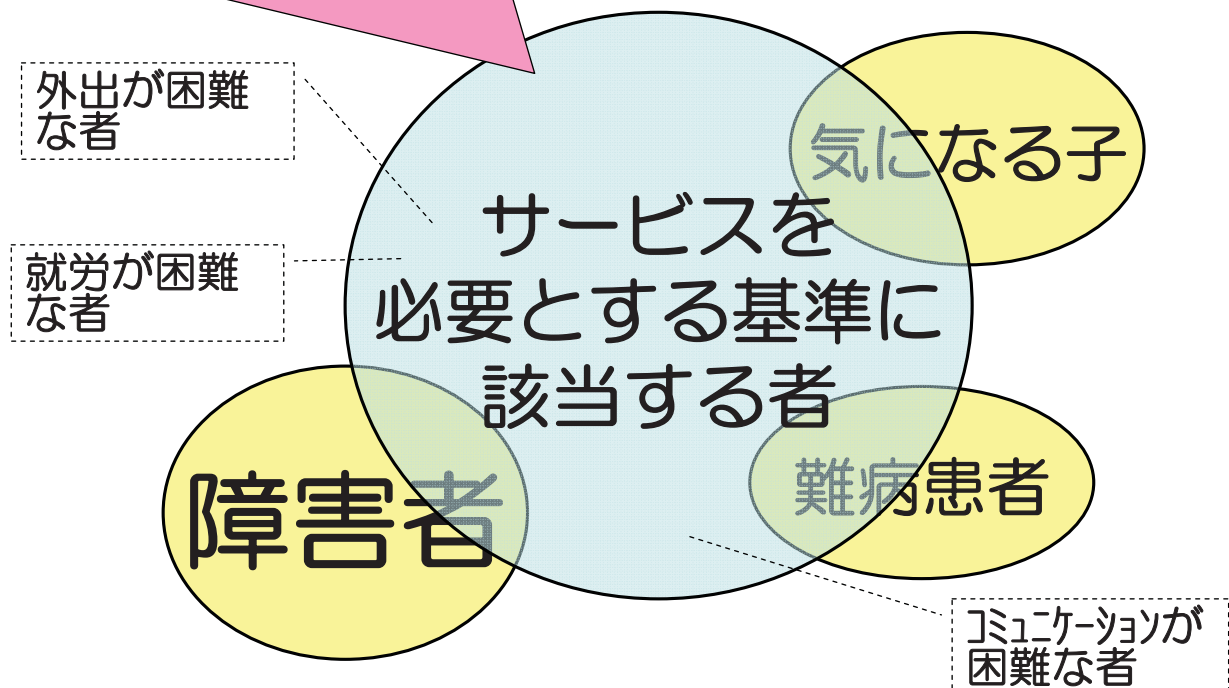 外出が困難
な者
気になる子
サービスを
必要とする基準に
該当する者
就労が困難
な者
障害者
難病患者
ｺﾐｭﾆｹｰｼｮﾝが
困難な者